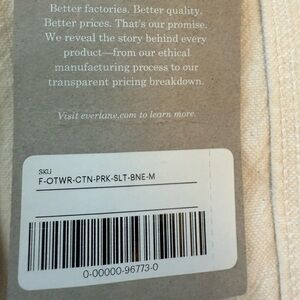 Better factories. Better quality.
Better prices. That's our promise.
We reveal the story behind every
product—from our ethical
manufacturing process to our
transparent pricing breakdown.
Visit everlane.com to learn more.
SKU
F-OTWR-CTN-PRK-SLT-BNE-M
0-00000-96773-0